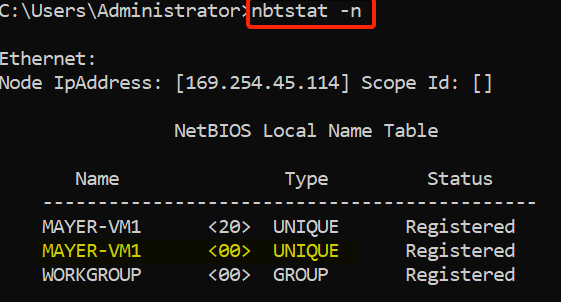 C:\Users\Administrator>nbtstat -n
Ethernet:
Node IpAddress: [169.254.45.114] Scope Id: []
NetBIOS Local Name Table
Name Type Status
---------------------------------------------
MAYER-VM1 <20> UNIQUE Registered
MAYER-VM1 <00> UNIQUE Registered
WORKGROUP <00> GROUP Registered